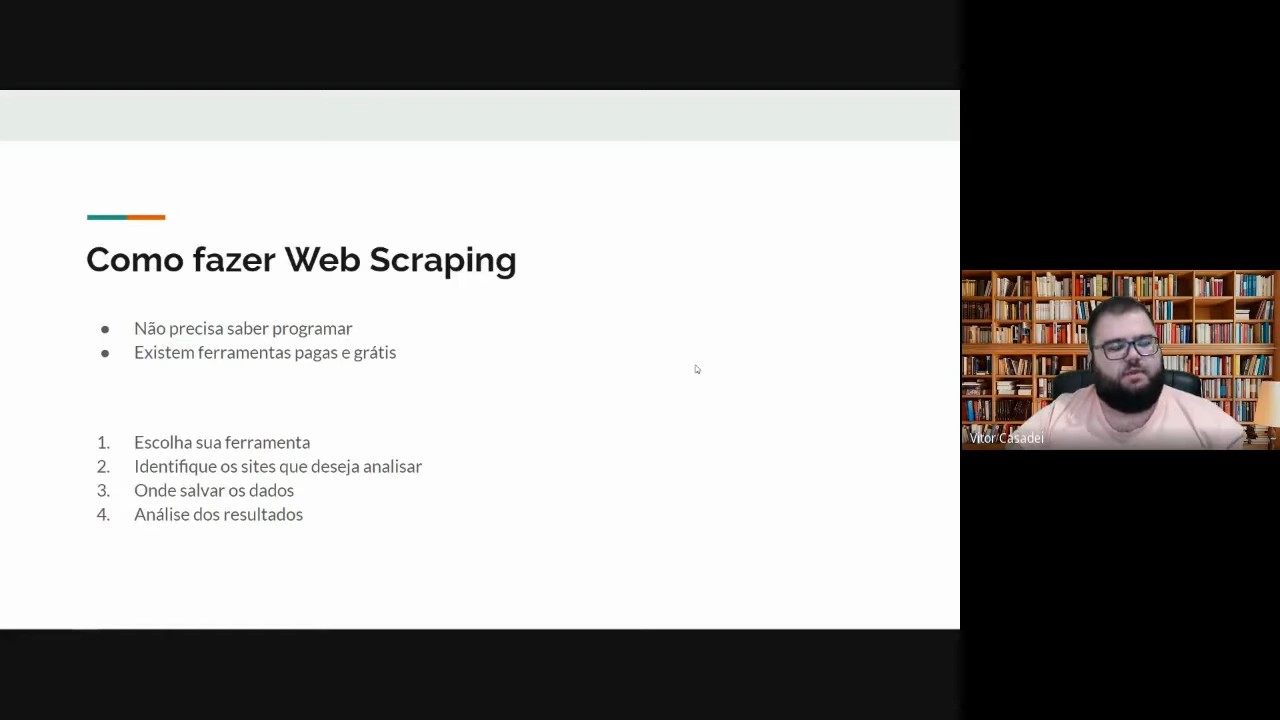 Como fazer Web Scraping
● Não precisa saber programar
● Existem ferramentas pagas e grátis
1. Escolha sua ferramenta
2. Identifique os sites que deseja analisar
3. Onde salvar os dados
4. Análise dos resultados
Vitor Casadei